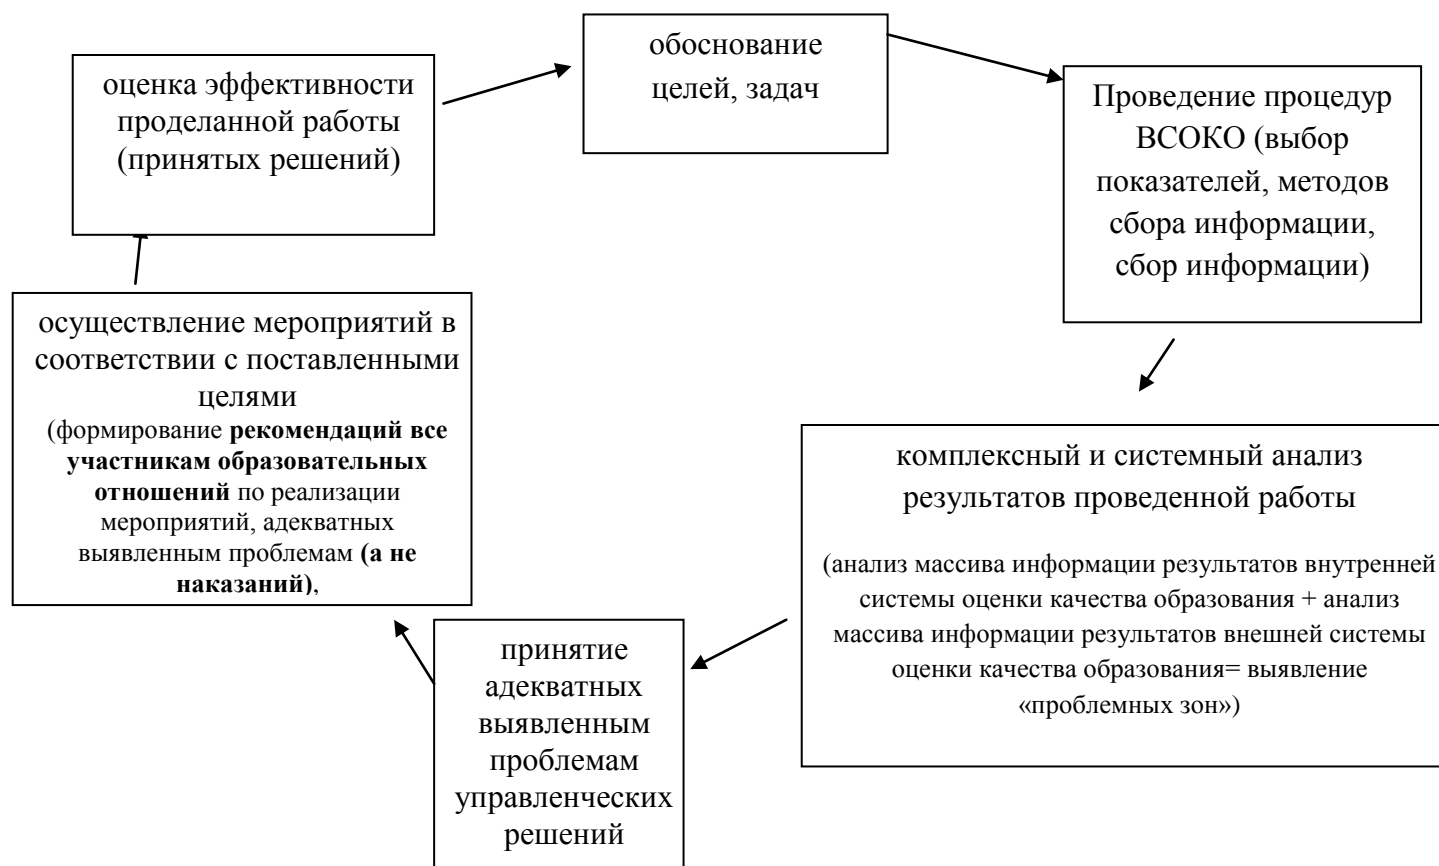 обоснование
целей, задач
Проведение процедур
ВСОКО (выбор
показателей, методов
сбора информации,
сбор информации)
комплексный и системный анализ
результатов проведенной работы
(анализ массива информации результатов внутренней
системы оценки качества образования + анализ
массива информации результатов внешней системы
оценки качества образования= выявление
«проблемных зон»)
принятие
адекватных
выявленным
проблемам
управленческих
решений
осуществление мероприятий в
соответствии с поставленными
целями
(формирование рекомендаций все
участникам образовательных
отношений по реализации
мероприятий, адекватных
выявленным проблемам (а не
наказаний),
оценка эффективности
проделанной работы
(принятых решений)